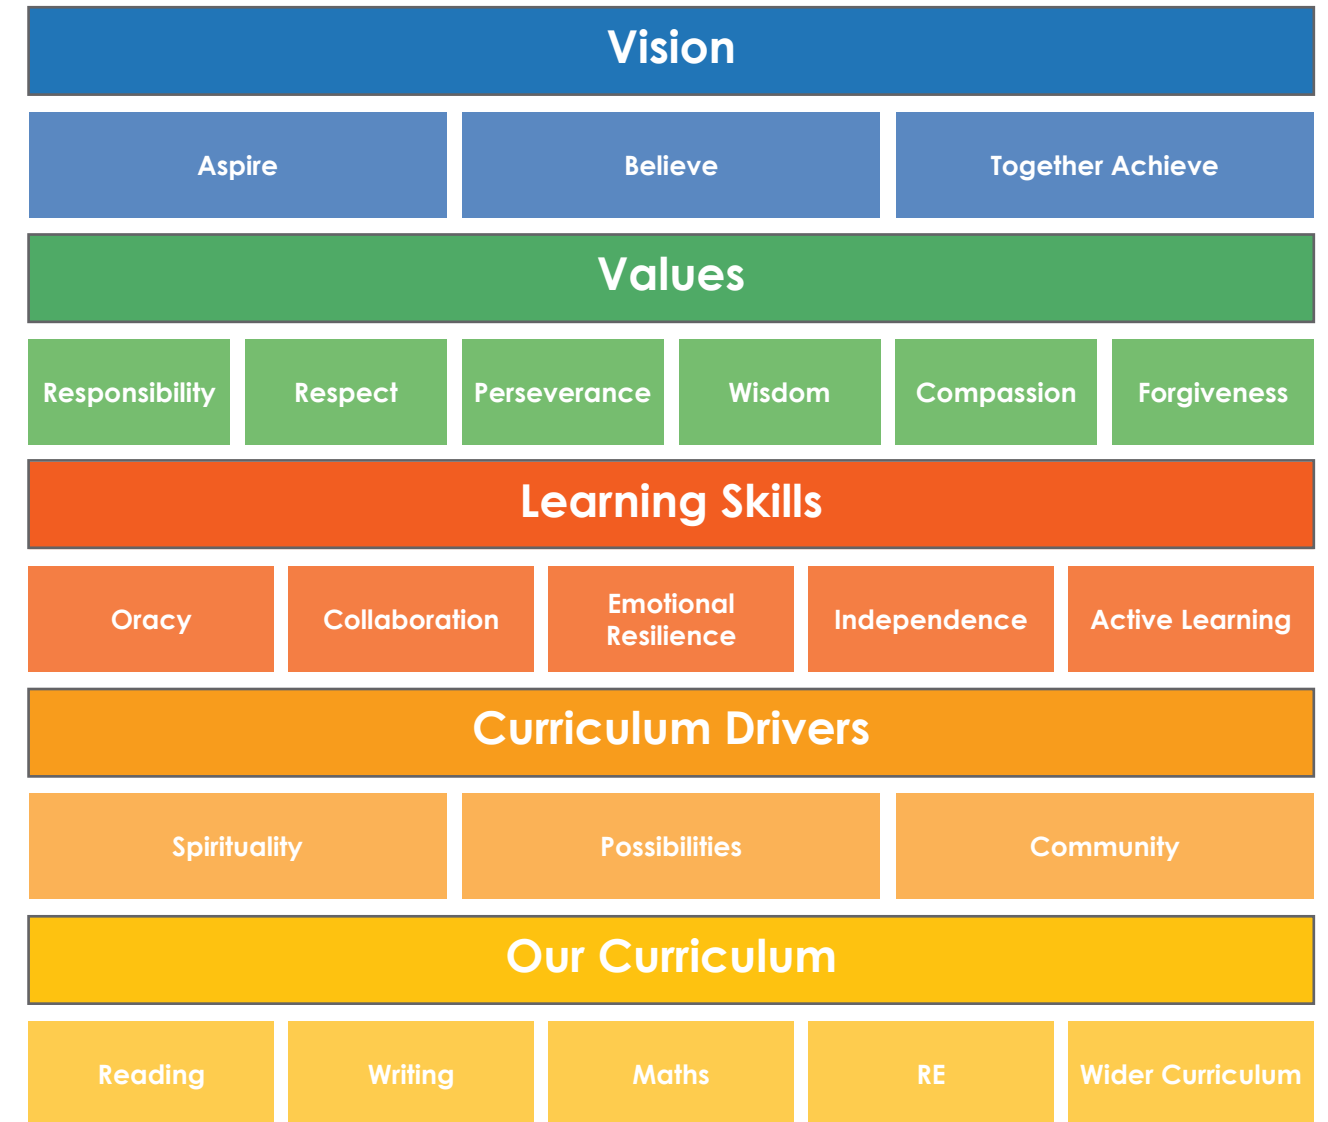 Vision
Aspire
Believe
Together Achieve
Values
Responsibility
Respect
Perseverance
Wisdom
Compassion
Forgiveness
Learning Skills
Oracy
Collaboration
Emotional
Resilience
Independence
Active Learning
Curriculum Drivers
Spirituality
Possibilities
Community
Our Curriculum
Reading
Writing
Maths
RE
Wider Curriculum